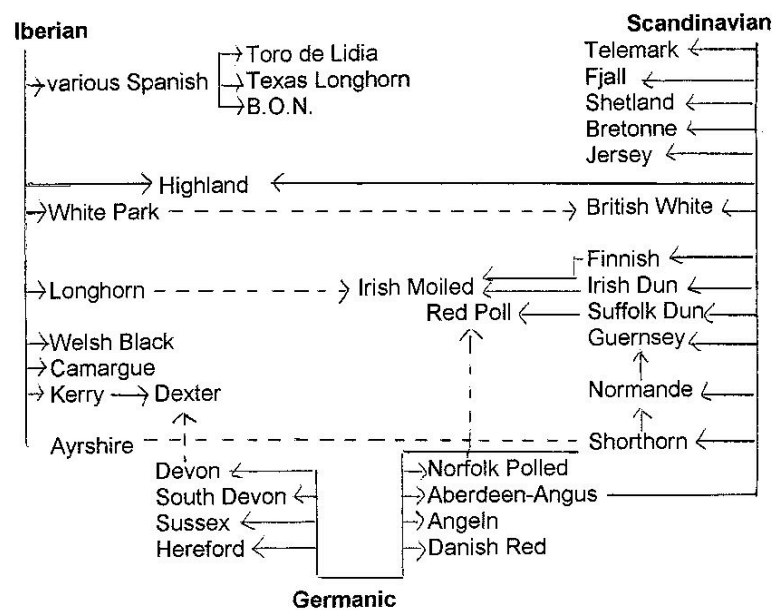 Iberian
Scandinavian
Toro de Lidia
Telemark
various Spanish
Texas Longhorn
Fjall
B.O.N.
Shetland
Bretonne
Jersey
Highland
White Park
British White
Finnish
Longhorn
Irish Moiled
Irish Dun
Red Poll
Suffolk Dun
Welsh Black
Guernsey
Camargue
Kerry
Dexter
Normande
Ayrshire
Shorthorn
Devon
Norfolk Polled
South Devon
Aberdeen-Angus
Sussex
Angeln
Hereford
Danish Red
Germanic